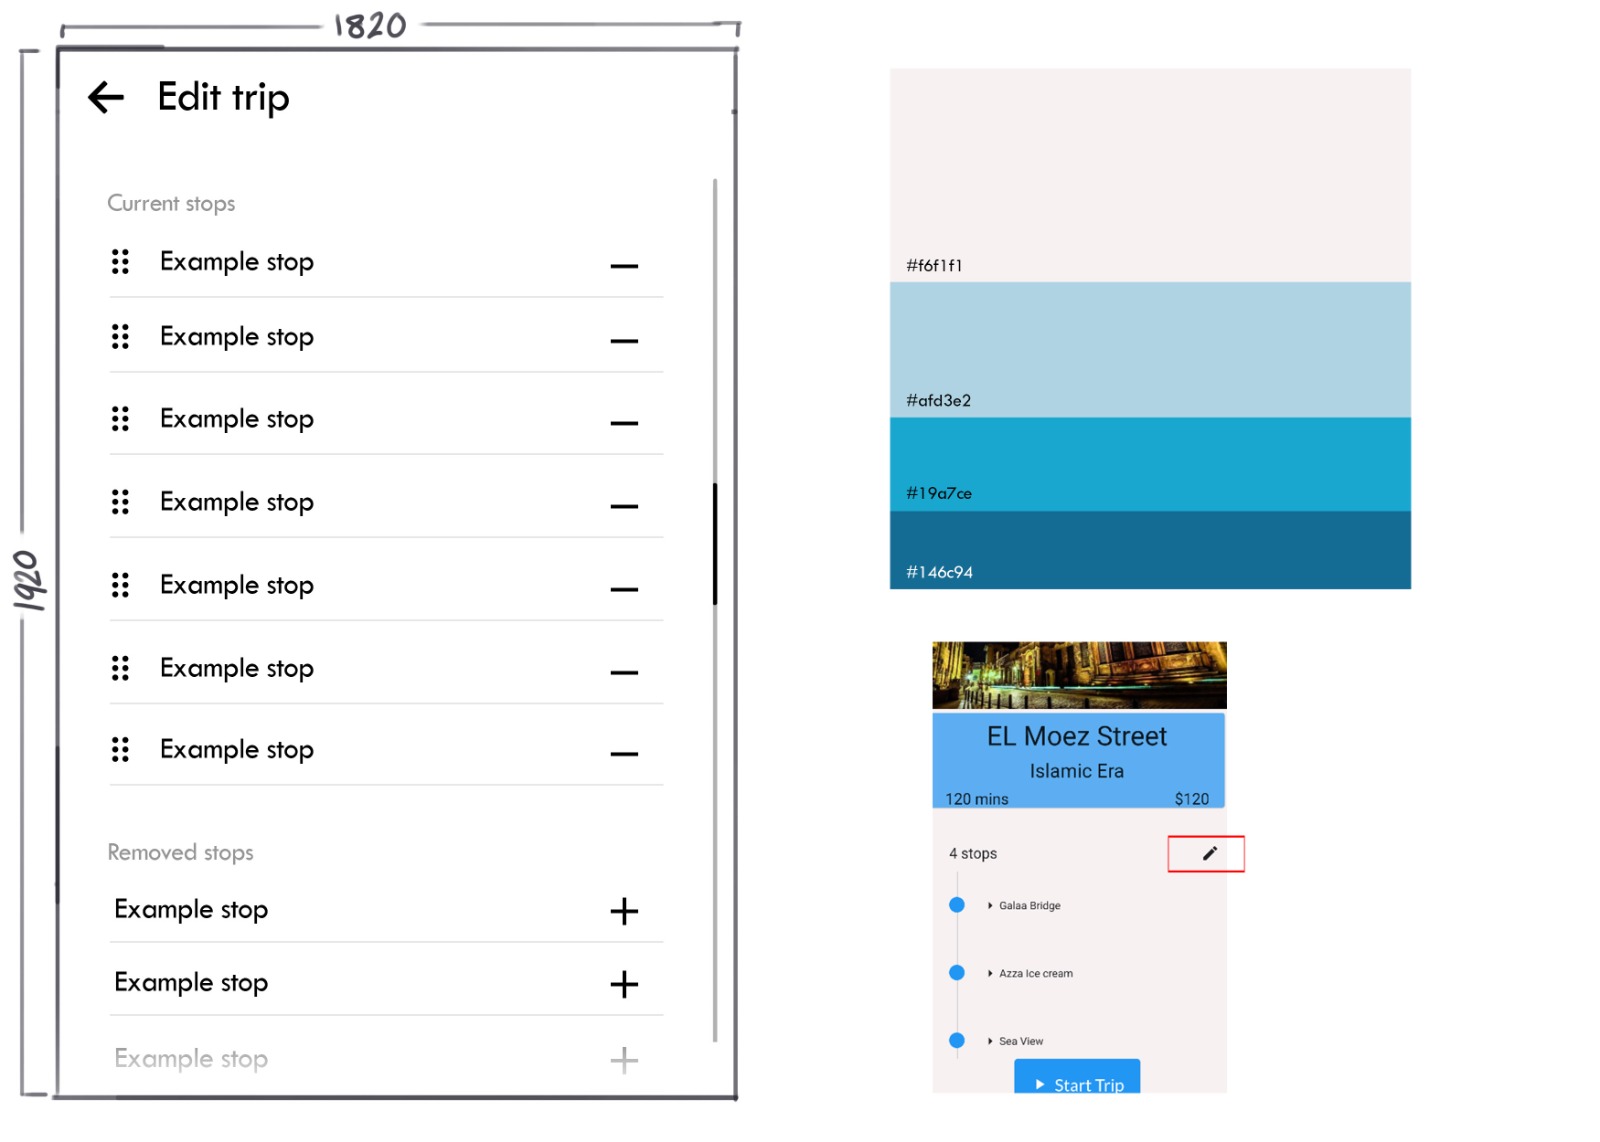 1820
1920
Edit trip
Current stops
Example stop
Example stop
Example stop
Example stop
Example stop
Example stop
Example stop
Removed stops
Example stop
Example stop
Example stop
#f6f1f1
#afd3e2
#19a7ce
#146c94
EL Moez Street
Islamic Era
120 mins $120
4 stops
Galaa Bridge
Azza Ice cream
Sea View
Start Trip